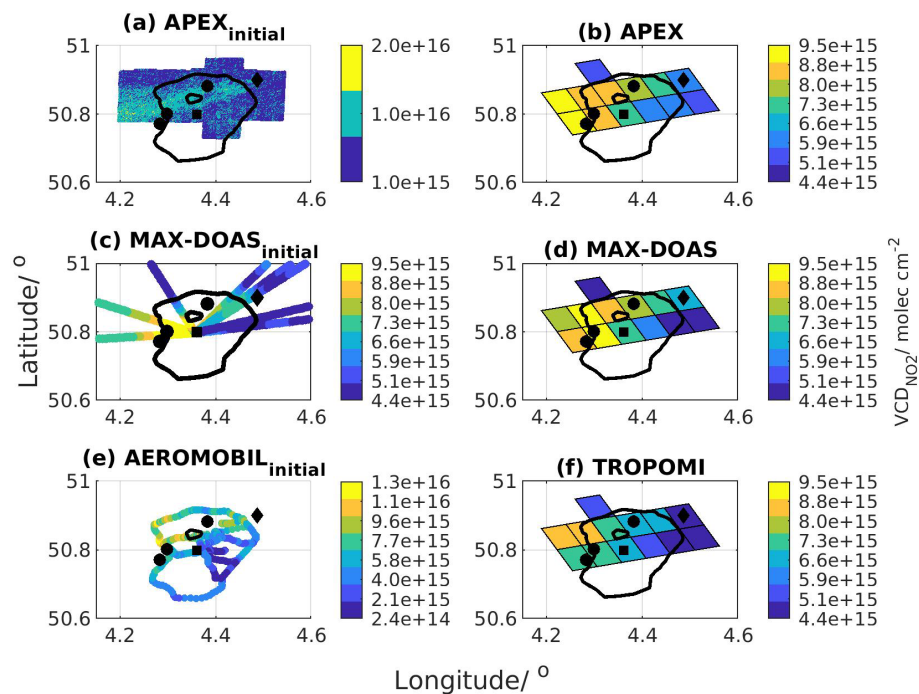 (a) APEX initial
51
50.8
50.6
4.2 4.4 4.6
2.0e+16
1.0e+16
1.0e+15
(b) APEX
51
50.8
50.6
4.2 4.4 4.6
9.5e+15
8.8e+15
8.0e+15
7.3e+15
6.6e+15
5.9e+15
5.1e+15
4.4e+15
(c) MAX-DOAS initial
51
50.8
50.6
4.2 4.4 4.6
9.5e+15
8.8e+15
8.0e+15
7.3e+15
6.6e+15
5.9e+15
5.1e+15
4.4e+15
(d) MAX-DOAS
51
50.8
50.6
4.2 4.4 4.6
9.5e+15
8.8e+15
8.0e+15
7.3e+15
6.6e+15
5.9e+15
5.1e+15
4.4e+15
(e) AEROMOBIL initial
51
50.8
50.6
4.2 4.4 4.6
1.3e+16
1.1e+16
9.6e+15
7.7e+15
5.8e+15
4.0e+15
2.1e+15
2.4e+14
(f) TROPOMI
51
50.8
50.6
4.2 4.4 4.6
9.5e+15
8.8e+15
8.0e+15
7.3e+15
6.6e+15
5.9e+15
5.1e+15
4.4e+15
Latitude/ °
VCD NO2/ molec cm-2
Longitude/ °